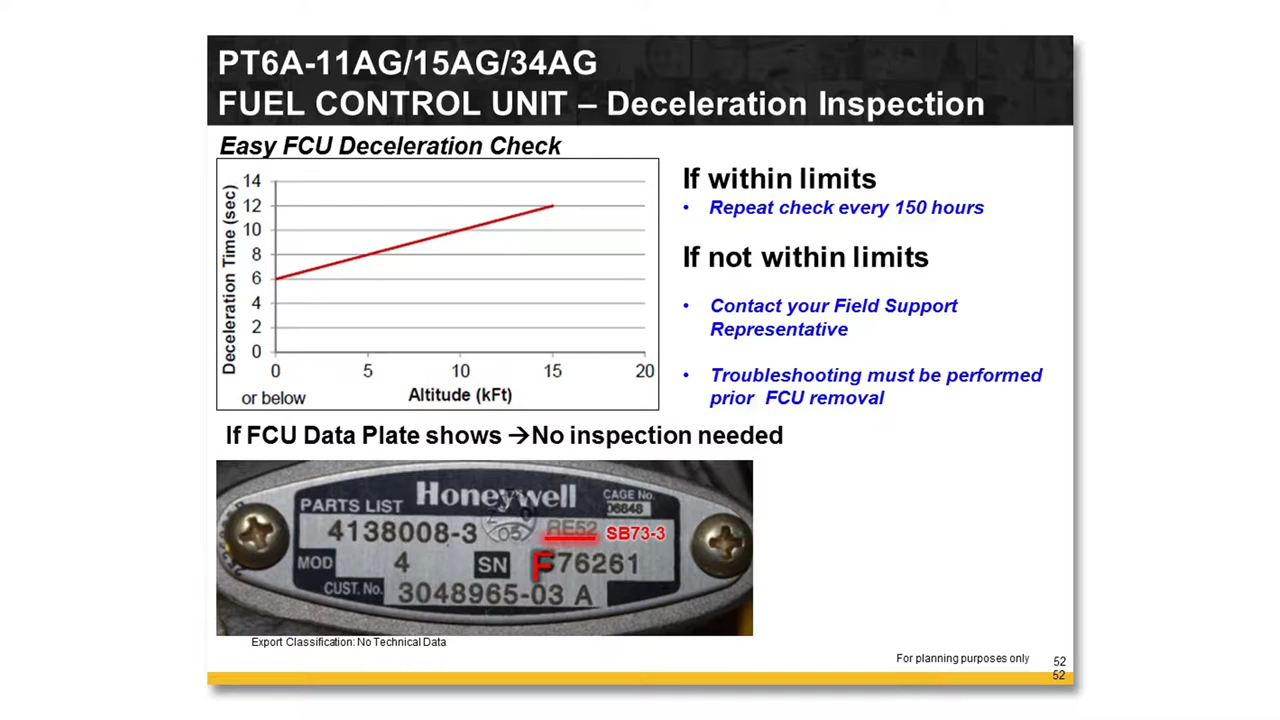 PT6A-11AG/15AG/34AG
FUEL CONTROL UNIT – Deceleration Inspection
Easy FCU Deceleration Check
Deceleration Time (sec)
14
12
10
8
6
4
2
0
0 5 10 15 20
or below
Altitude (kFt)
If within limits
• Repeat check every 150 hours
If not within limits
• Contact your Field Support
Representative
• Troubleshooting must be performed
prior FCU removal
If FCU Data Plate shows →No inspection needed
Honeywell
PARTS LIST
CAGE No.
06848
4138008-3
05
RE52 SB73-3
MOD 4 SN F76261
CUST. No. 3048965-03 A
Export Classification: No Technical Data
For planning purposes only
52
52